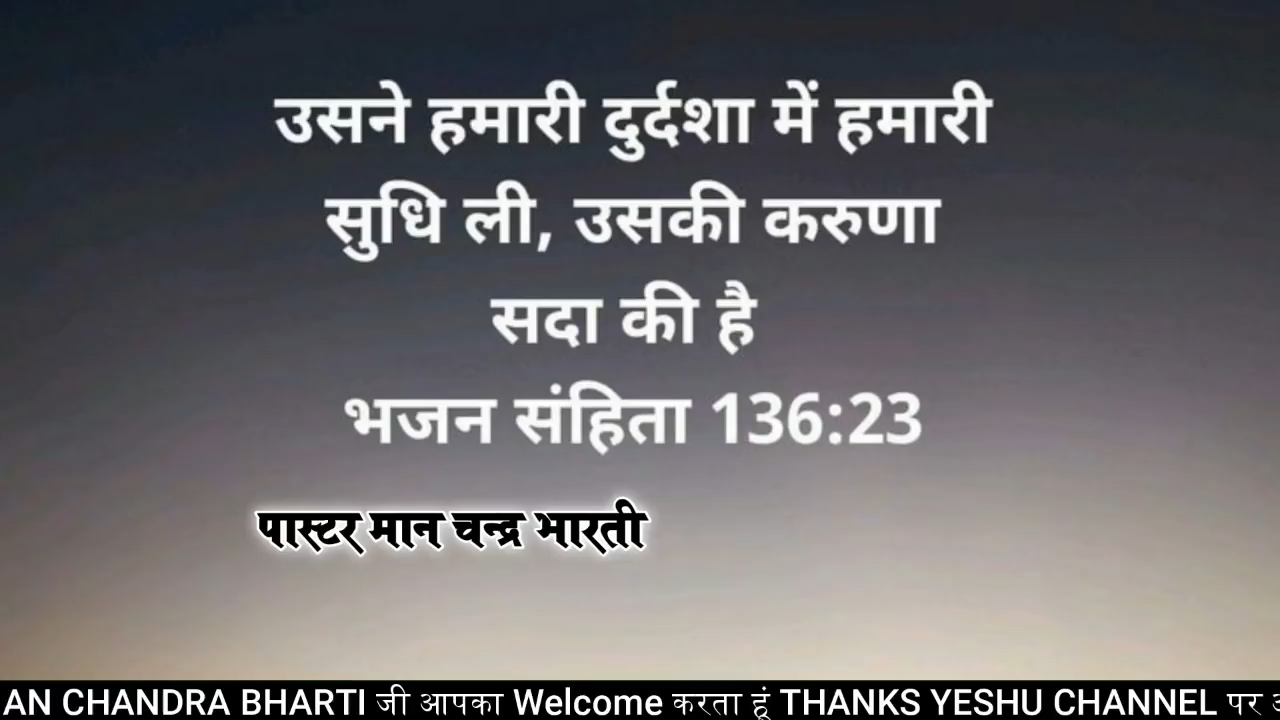 उसने हमारी दुर्दशा में हमारी
सुधि ली, उसकी करुणा
सदा की है
भजन संहिता 136:23
पास्टर मान चन्द्र भारती
AN CHANDRA BHARTI जी आपका Welcome करता हूं THANKS YESHU CHANNEL पर